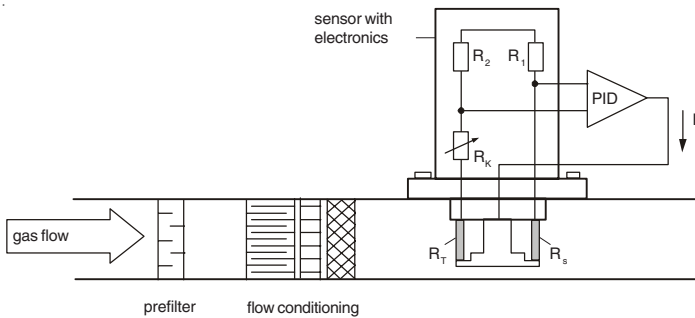 sensor with
electronics
R2
R1
PID
RK
gas flow
RT
Rs
prefilter
flow conditioning